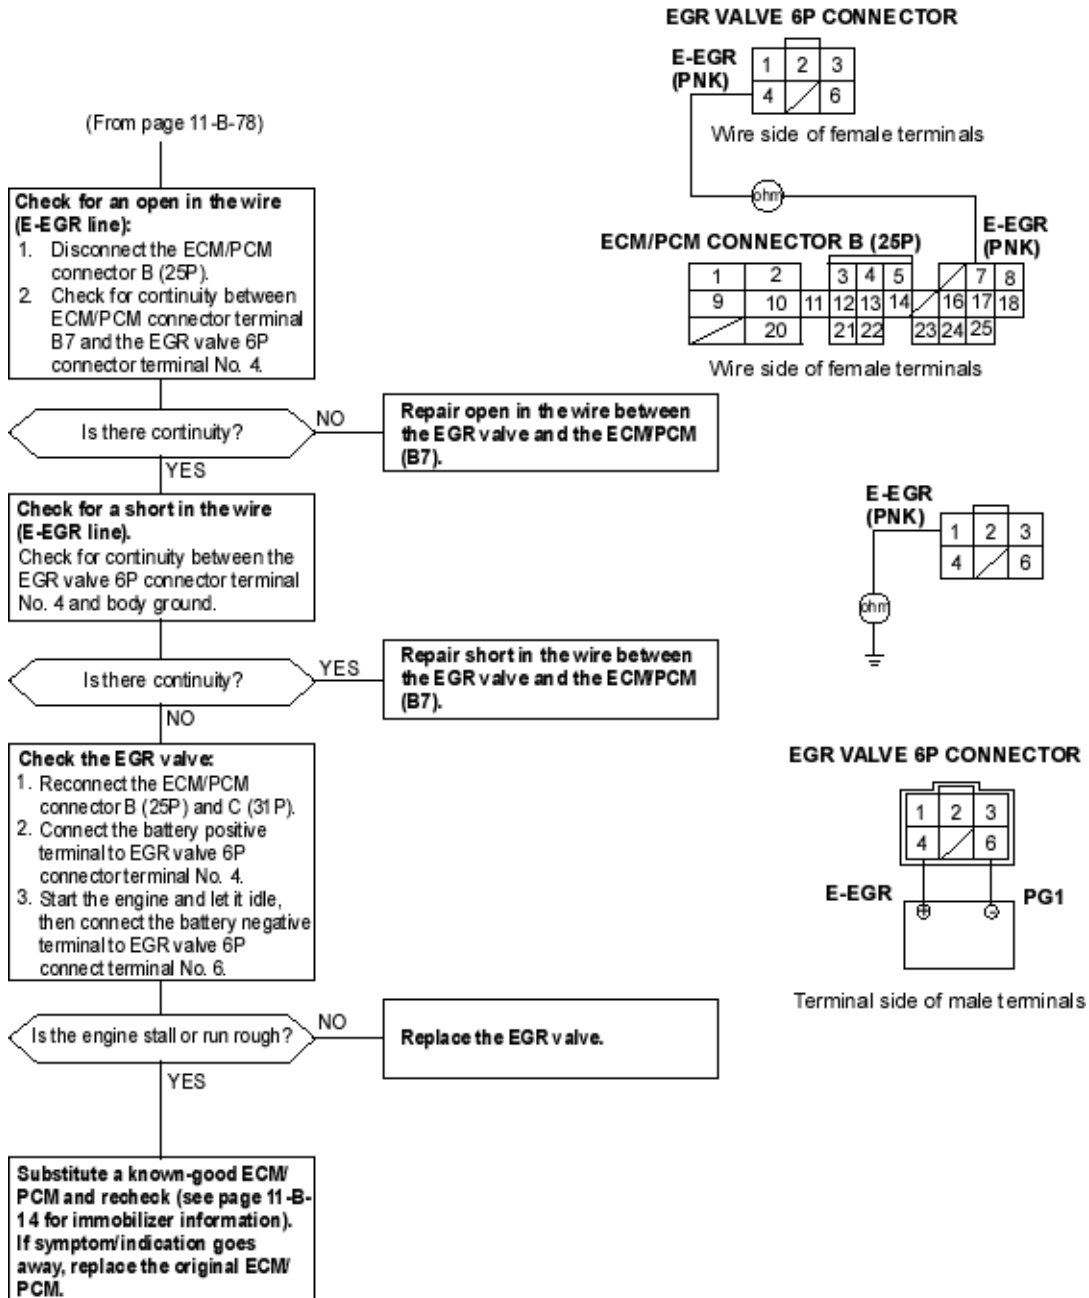 (From page 11-B-78)
Check for an open in the wire
(E-EGR line):
1. Disconnect the ECM/PCM
connector B (25P).
2. Check for continuity between
ECM/PCM connector terminal
B7 and the EGR valve 6P
connector terminal No. 4.
Is there continuity?
NO
Repair open in the wire between
the EGR valve and the ECM/PCM
(B7).
YES
Check for a short in the wire
(E-EGR line).
Check for continuity between the
EGR valve 6P connector terminal
No. 4 and body ground.
Is there continuity?
YES
Repair short in the wire between
the EGR valve and the ECM/PCM
(B7).
NO
Check the EGR valve:
1. Reconnect the ECM/PCM
connector B (25P) and C (31P).
2. Connect the battery positive
terminal to EGR valve 6P
connector terminal No. 4.
3. Start the engine and let it idle,
then connect the battery negative
terminal to EGR valve 6P
connect terminal No. 6.
Is the engine stall or run rough?
NO
Replace the EGR valve.
YES
Substitute a known-good ECM/
PCM and recheck (see page 11-B-
14 for immobilizer information).
If symptom/indication goes
away, replace the original ECM/
PCM.
EGR VALVE 6P CONNECTOR
E-EGR
(PNK)
1 2 3
4 6
Wire side of female terminals
ohm
E-EGR
(PNK)
ECM/PCM CONNECTOR B (25P)
1 2 3 4 5 7 8
9 10 11 12 13 14 16 17 18
20 21 22 23 24 25
Wire side of female terminals
E-EGR
(PNK)
1 2 3
4 6
ohm
EGR VALVE 6P CONNECTOR
1 2 3
4 6
E-EGR
PG1
+ -
Terminal side of male terminals